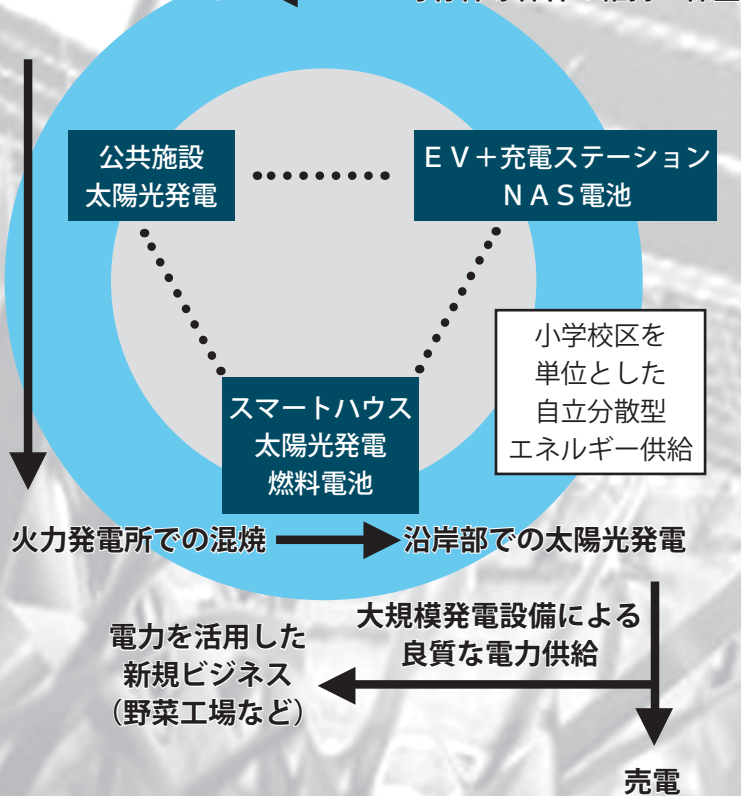 公共施設
太陽光発電
ＥＶ＋充電ステーション
ＮＡＳ電池
小学校区を
単位とした
自立分散型
エネルギー供給
スマートハウス
太陽光発電
燃料電池
火力発電所での混焼
沿岸部での太陽光発電
大規模発電設備による
良質な電力供給
電力を活用した
新規ビジネス
（野菜工場など）
売電